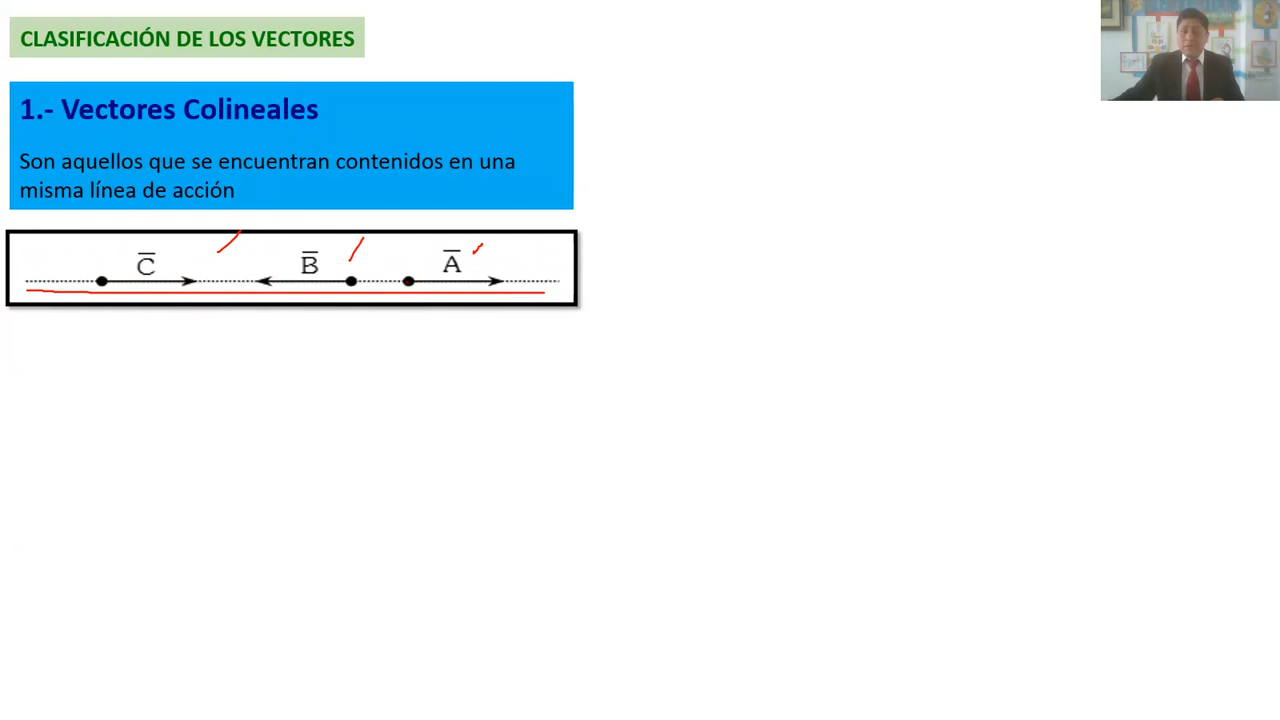 CLASIFICACIÓN DE LOS VECTORES
1.- Vectores Colineales
Son aquellos que se encuentran contenidos en una
misma línea de acción
C̅ B̅ A̅